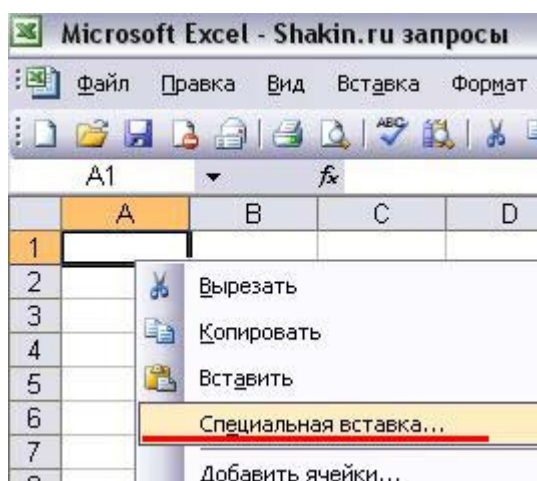 Microsoft Excel - Shakin.ru запросы
Файл Правка Вид Вставка Формат
ABC
A1 fx
A B C D
1
2 Вырезать
3 Копировать
4
5 Вставить
6 Специальная вставка...
7
Добавить ячейки...